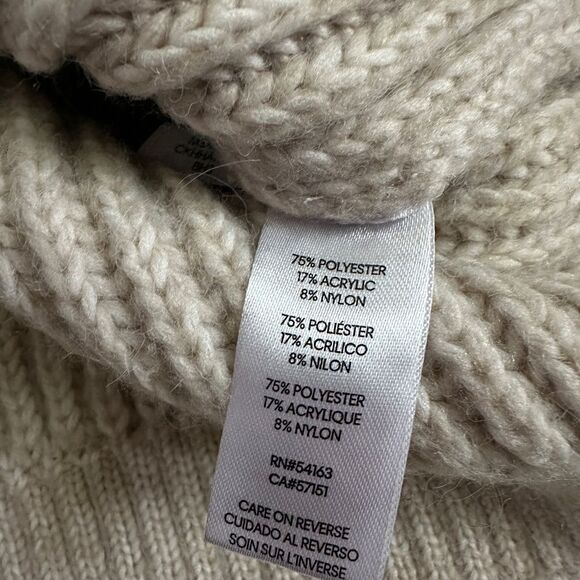 75% POLYESTER
17% ACRYLIC
8% NYLON
75% POLIÉSTER
17% ACRILICO
8% NILON
75% POLYESTER
17% ACRYLIQUE
8% NYLON
RN#54163
CA#57151
CARE ON REVERSE
CUIDADO AL REVERSO
SOIN SUR L'INVERSE